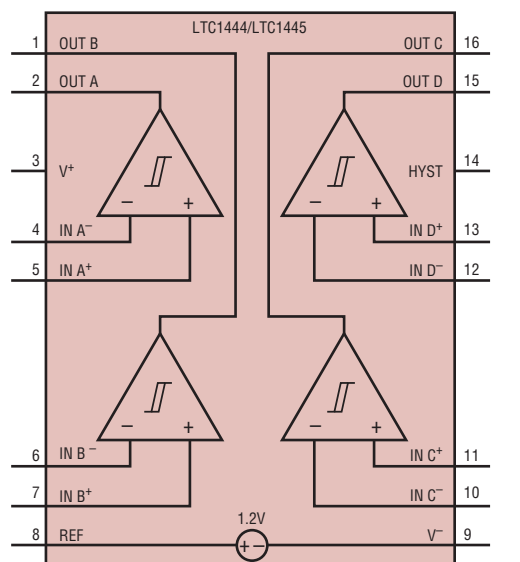 LTC1444/LTC1445
1 OUT B OUT C 16
2 OUT A OUT D 15
3 V⁺ HYST 14
− + − +
4 IN A⁻ IN D⁺ 13
5 IN A⁺ IN D⁻ 12
− + − +
6 IN B⁻ IN C⁺ 11
7 IN B⁺ IN C⁻ 10
1.2V
8 REF + − V⁻ 9